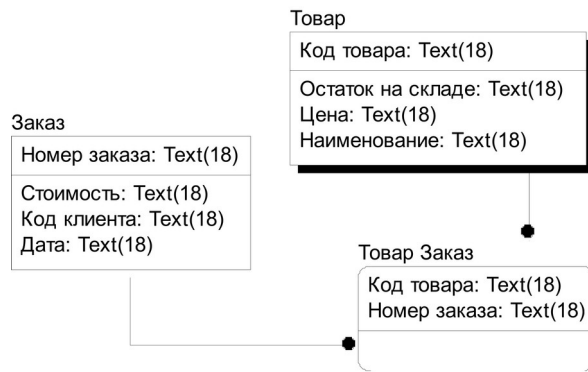 Товар
Код товара: Text(18)
Остаток на складе: Text(18)
Цена: Text(18)
Наименование: Text(18)
Заказ
Номер заказа: Text(18)
Стоимость: Text(18)
Код клиента: Text(18)
Дата: Text(18)
Товар Заказ
Код товара: Text(18)
Номер заказа: Text(18)